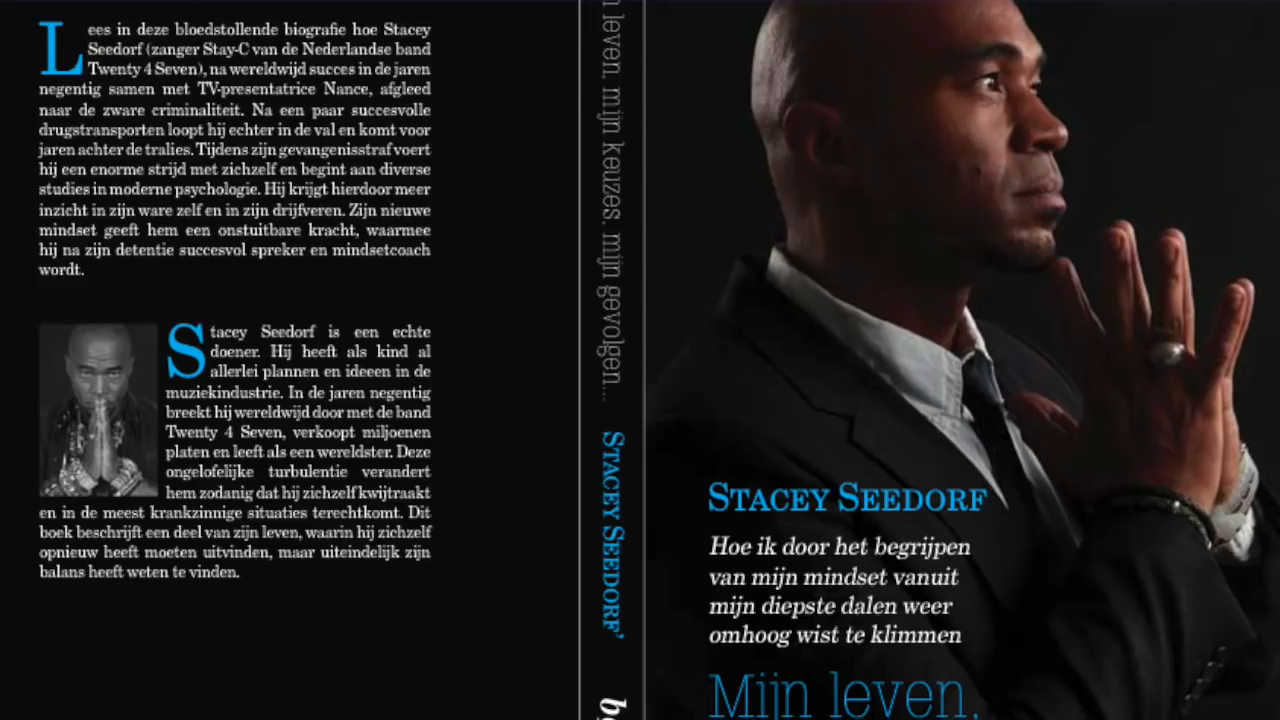 Lees in deze bloedstollende biografie hoe Stacey
Seedorf (zanger Stay-C van de Nederlandse band
Twenty 4 Seven), na wereldwijd succes in de jaren
negentig samen met TV-presentatrice Nance, afgleed
naar de zware criminaliteit. Na een paar succesvolle
drugstransporten loopt hij echter in de val en komt voor
jaren achter de tralies. Tijdens zijn gevangenisstraf voert
hij een enorme strijd met zichzelf en begint aan diverse
studies in moderne psychologie. Hij krijgt hierdoor meer
inzicht in zijn ware zelf en in zijn drijfveren. Zijn nieuwe
mindset geeft hem een onstuitbare kracht, waarmee
hij na zijn detentie succesvol spreker en mindsetcoach
wordt.
Stacey Seedorf is een echte
doener. Hij heeft als kind al
allerlei plannen en ideeen in de
muziekindustrie. In de jaren negentig
breekt hij wereldwijd door met de band
Twenty 4 Seven, verkoopt miljoenen
platen en leeft als een wereldster. Deze
ongelofelijke turbulentie verandert
hem zodanig dat hij zichzelf kwijtraakt
en in de meest krankzinnige situaties terechtkomt. Dit
boek beschrijft een deel van zijn leven, waarin hij zichzelf
opnieuw heeft moeten uitvinden, maar uiteindelijk zijn
balans heeft weten te vinden.
leven, mijn keuzes, mijn gevolgen...
STACEY SEEDORF'
STACEY SEEDORF
Hoe ik door het begrijpen
van mijn mindset vanuit
mijn diepste dalen weer
omhoog wist te klimmen
Mijn leven,